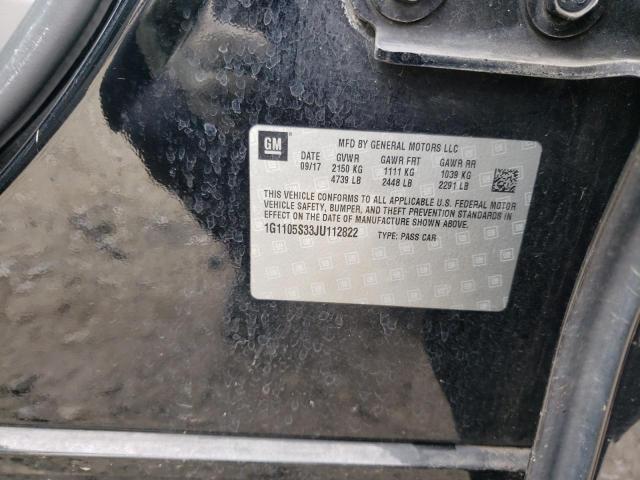 GM
MFD BY GENERAL MOTORS LLC
DATE GVWR GAWR FRT GAWR RR
09/17 2150 KG 1111 KG 1039 KG
4739 LB 2448 LB 2291 LB
THIS VEHICLE CONFORMS TO ALL APPLICABLE U.S. FEDERAL MOTOR
VEHICLE SAFETY, BUMPER, AND THEFT PREVENTION STANDARDS IN
EFFECT ON THE DATE OF MANUFACTURE SHOWN ABOVE.
1G1105S33JU112822 TYPE: PASS CAR